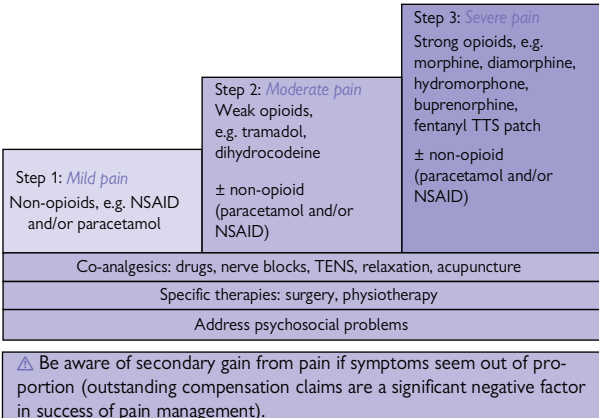 Step 3: Severe pain
Strong opioids, e.g.
morphine, diamorphine,
hydromorphone,
buprenorphine,
fentanyl TTS patch
± non-opioid
(paracetamol and/or
NSAID)
Step 2: Moderate pain
Weak opioids,
e.g. tramadol,
dihydrocodeine
± non-opioid
(paracetamol and/or
NSAID)
Step 1: Mild pain
Non-opioids, e.g. NSAID
and/or paracetamol
Co-analgesics: drugs, nerve blocks, TENS, relaxation, acupuncture
Specific therapies: surgery, physiotherapy
Address psychosocial problems
⚠ Be aware of secondary gain from pain if symptoms seem out of pro-
portion (outstanding compensation claims are a significant negative factor
in success of pain management).